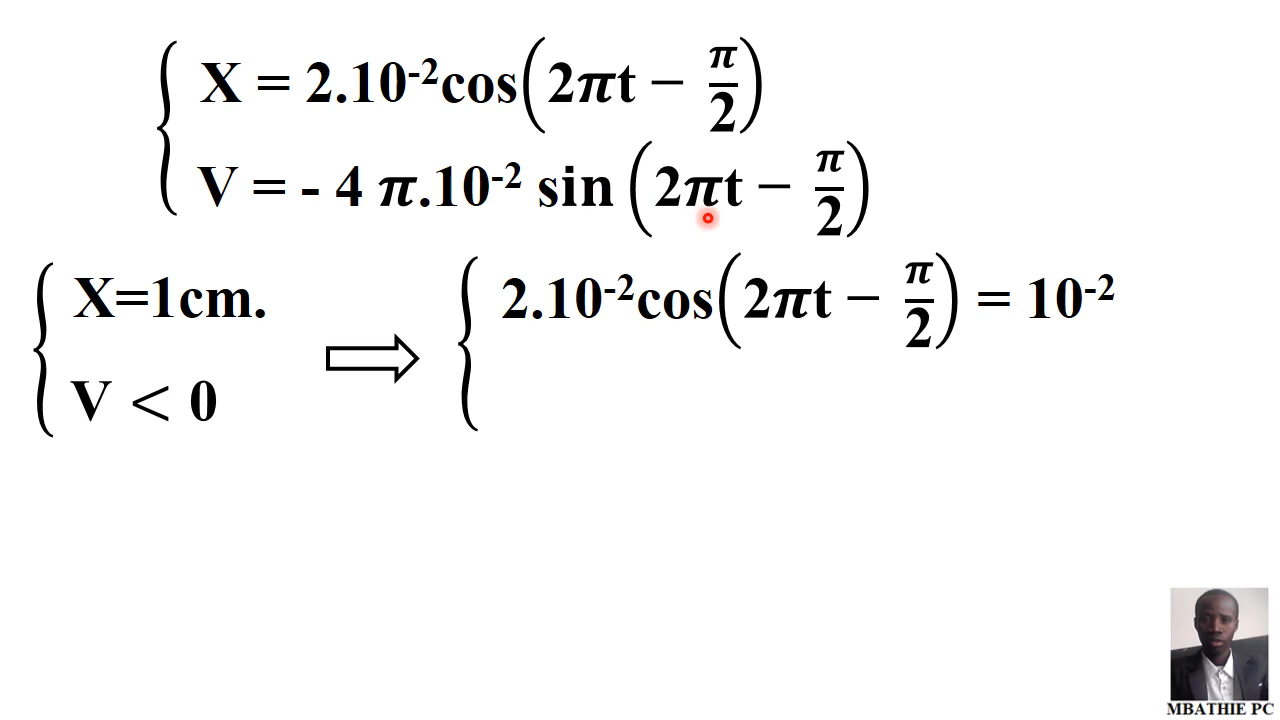 X = 2.10⁻²cos(2πt − π/2)
V = - 4 π.10⁻² sin (2πt − π/2)
X=1cm.
V < 0
2.10⁻²cos(2πt − π/2) = 10⁻²
MBATHIE PC